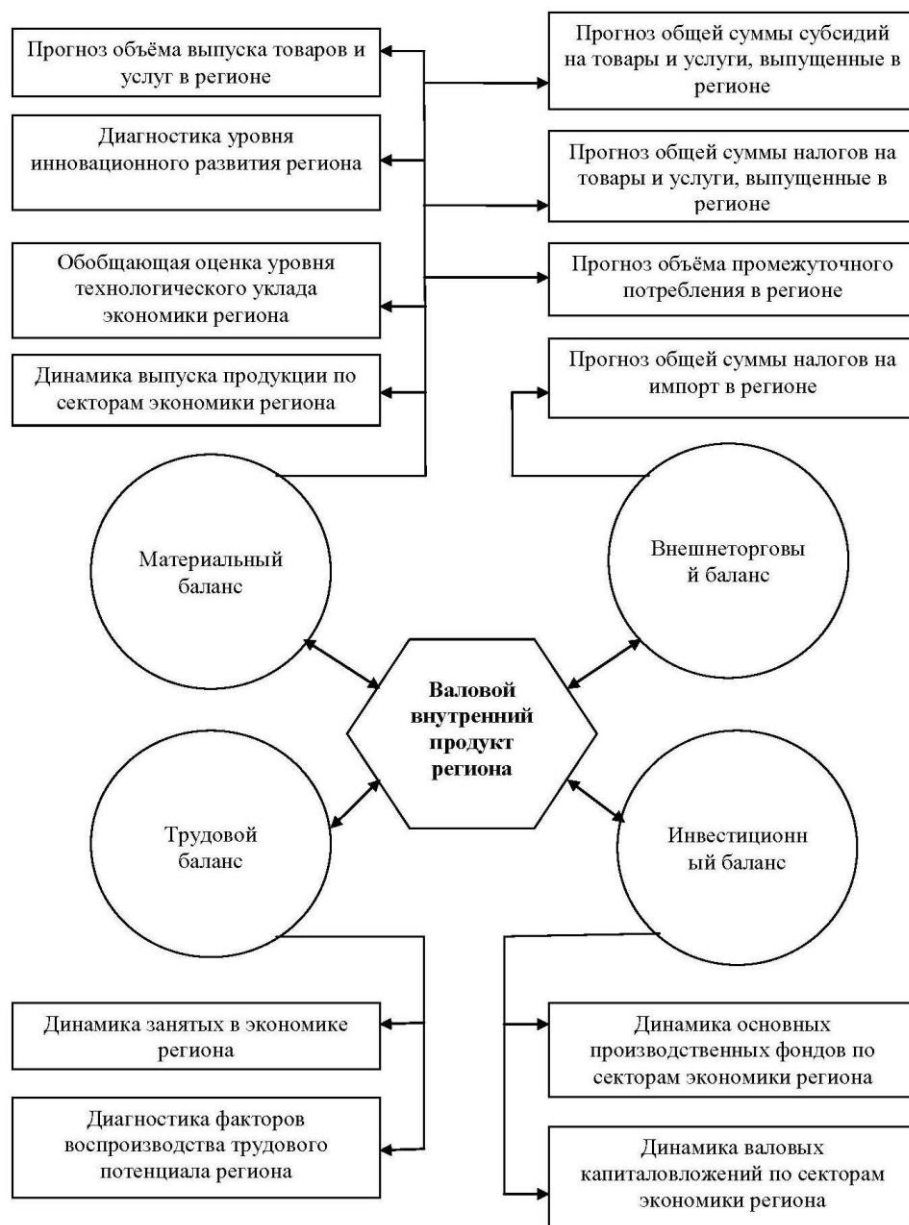 Прогноз объёма выпуска товаров и
услуг в регионе
Диагностика уровня
инновационного развития региона
Обобщающая оценка уровня
технологического уклада
экономики региона
Динамика выпуска продукции по
секторам экономики региона
Прогноз общей суммы субсидий
на товары и услуги, выпущенные в
регионе
Прогноз общей суммы налогов на
товары и услуги, выпущенные в
регионе
Прогноз объёма промежуточного
потребления в регионе
Прогноз общей суммы налогов на
импорт в регионе
Материальный
баланс
Внешнеторговы
й баланс
Валовой
внутренний
продукт
региона
Трудовой
баланс
Инвестиционн
ый баланс
Динамика занятых в экономике
региона
Диагностика факторов
воспроизводства трудового
потенциала региона
Динамика основных
производственных фондов по
секторам экономики региона
Динамика валовых
капиталовложений по секторам
экономики региона